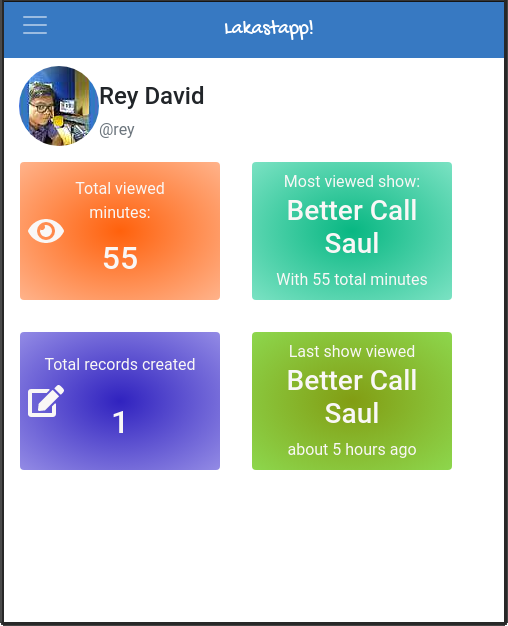 Lakastapp!
Rey David
@rey
Total viewed
minutes:
55
Most viewed show:
Better Call
Saul
With 55 total minutes
Total records created
1
Last show viewed
Better Call
Saul
about 5 hours ago